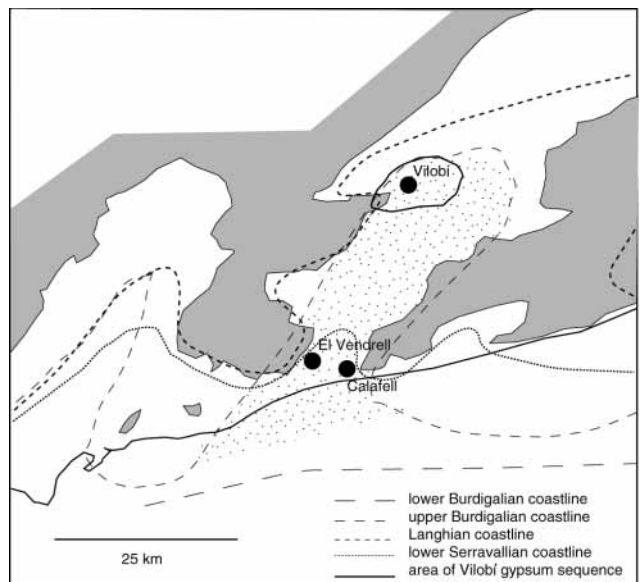 Vilobí
El Vendrell
Calafell
lower Burdigalian coastline
upper Burdigalian coastline
Langhian coastline
lower Serravallian coastline
area of Vilobí gypsum sequence
25 km